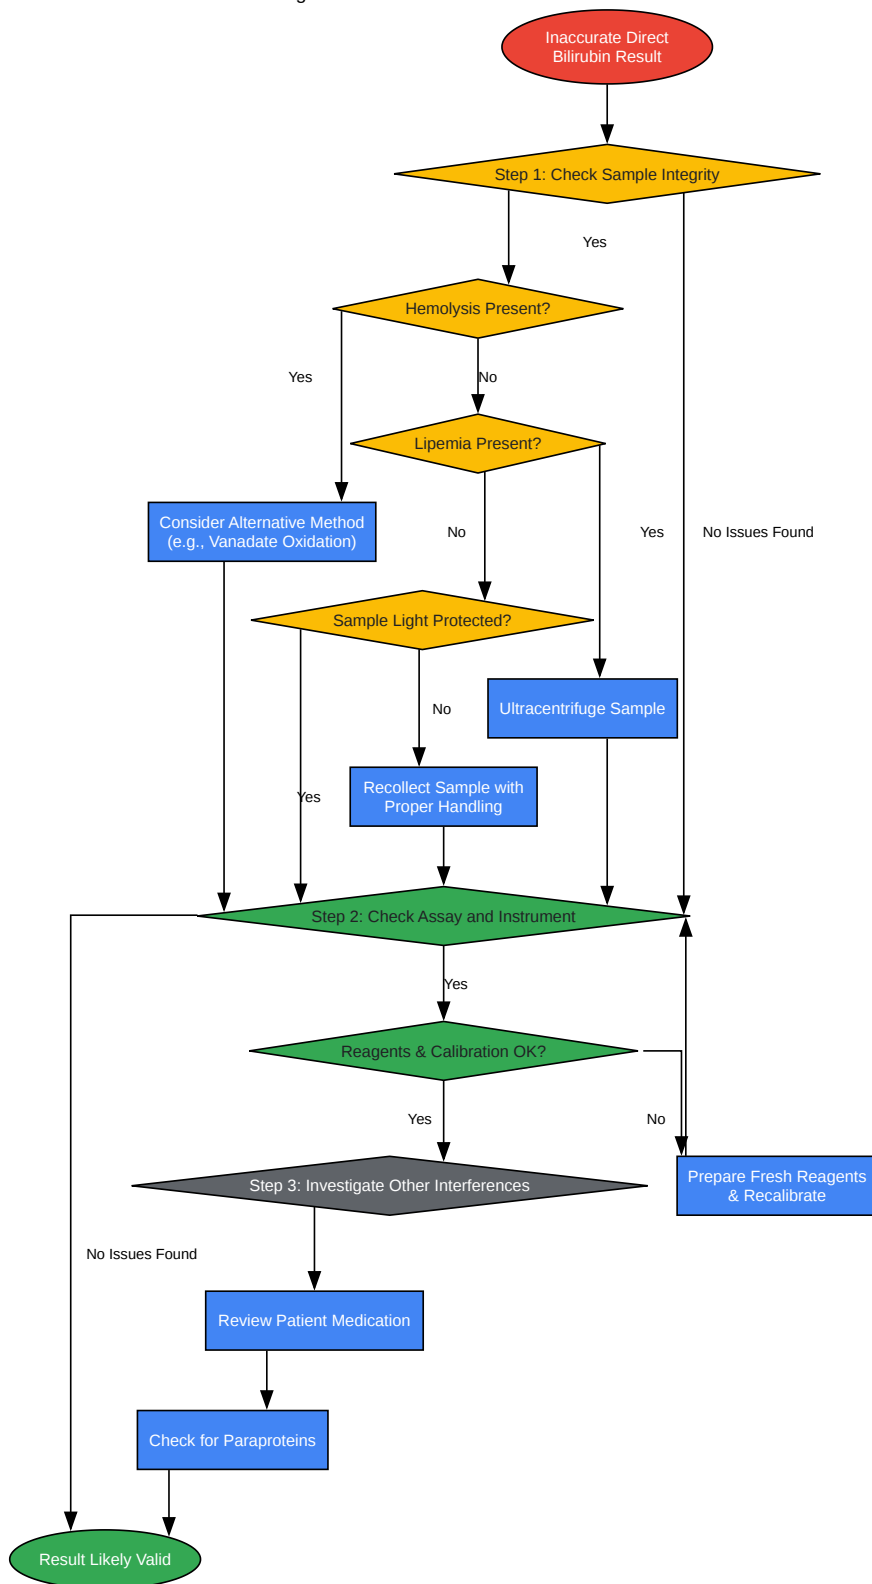 Inaccurate Direct
Bilirubin Result
Step 1: Check Sample Integrity
Yes
Hemolysis Present?
Yes
No
Lipemia Present?
Consider Alternative Method
(e.g., Vanadate Oxidation)
No
Yes
No Issues Found
Sample Light Protected?
No
Ultracentrifuge Sample
Yes
Recollect Sample with
Proper Handling
Step 2: Check Assay and Instrument
Yes
Reagents & Calibration OK?
Yes
No
Step 3: Investigate Other Interferences
Prepare Fresh Reagents
& Recalibrate
No Issues Found
Review Patient Medication
Check for Paraproteins
Result Likely Valid